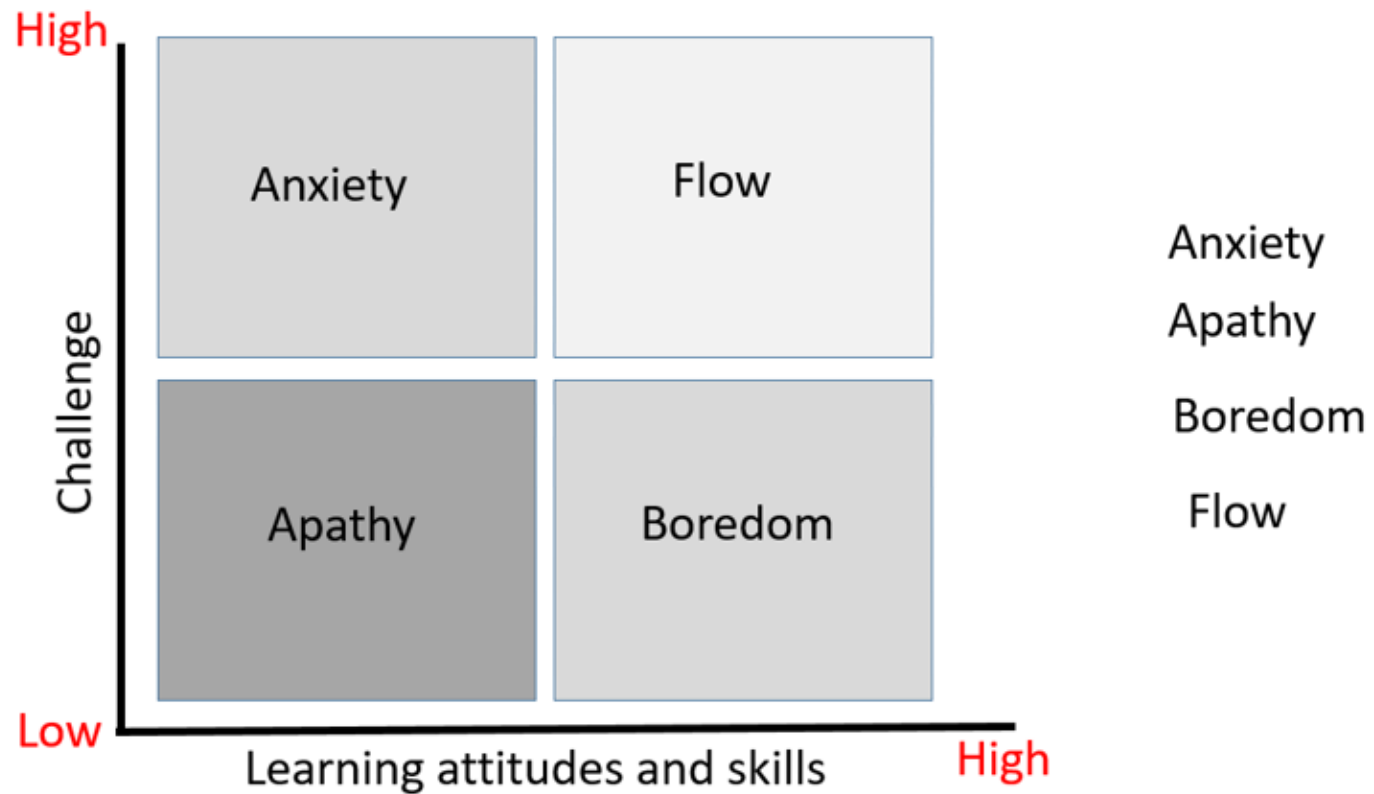 High
Anxiety
Flow
Challenge
Apathy
Boredom
Low
Learning attitudes and skills
High
Anxiety
Apathy
Boredom
Flow